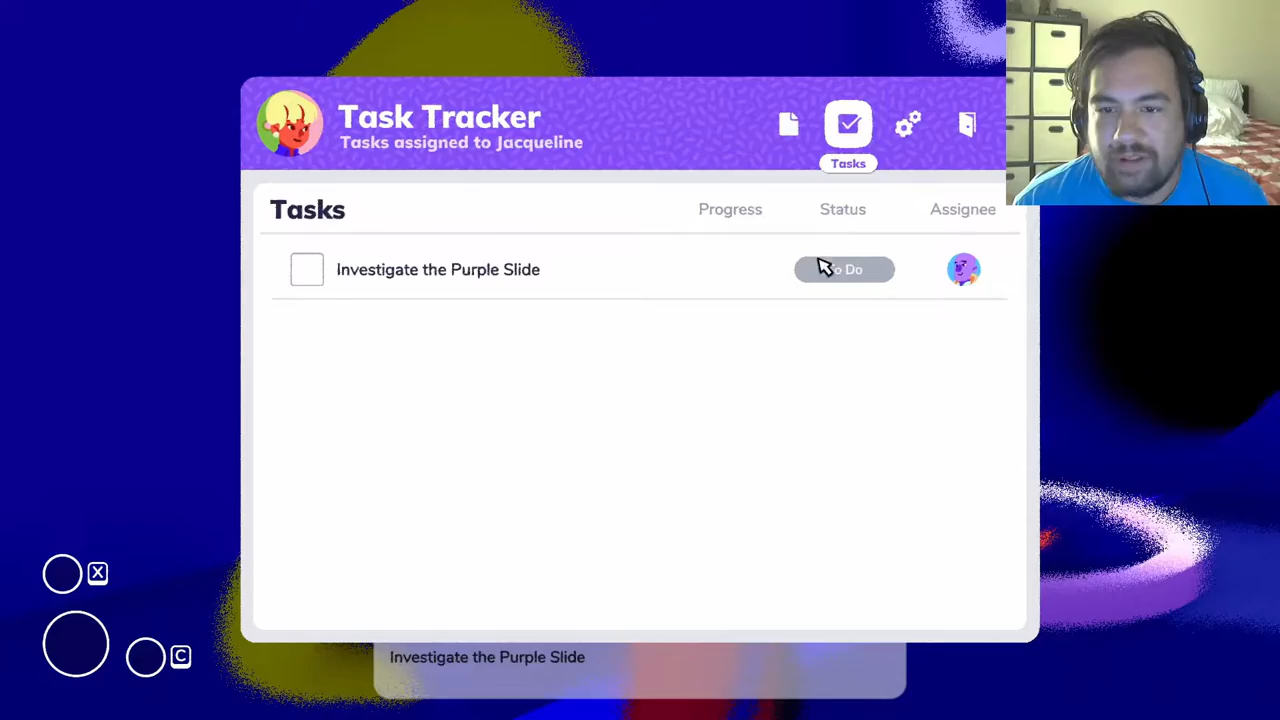 Task Tracker
Tasks assigned to Jacqueline
Tasks
Tasks
Progress
Status
Assignee
Investigate the Purple Slide
To Do
X
C
Investigate the Purple Slide